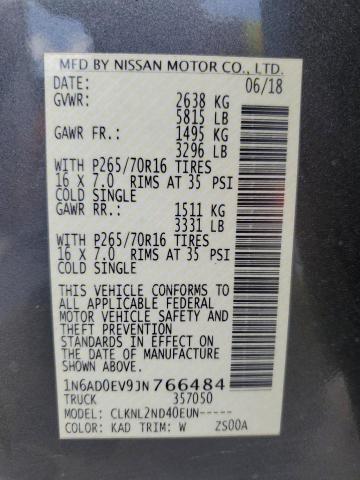 MFD BY NISSAN MOTOR CO., LTD.
DATE: 06/18
GVWR: 2638 KG
5815 LB
GAWR FR.: 1495 KG
3296 LB
WITH P265/70R16 TIRES
16 X 7.0 RIMS AT 35 PSI
COLD SINGLE
GAWR RR.: 1511 KG
3331 LB
WITH P265/70R16 TIRES
16 X 7.0 RIMS AT 35 PSI
COLD SINGLE
THIS VEHICLE CONFORMS TO
ALL APPLICABLE FEDERAL
MOTOR VEHICLE SAFETY AND
AND THEFT PREVENTION
STANDARDS IN EFFECT ON
THE DATE OF MANUFACTURE
SHOWN ABOVE.
1N6AD0EV9JN766484
TRUCK 357050
MODEL: CLKNL2ND40EUN-----
COLOR: KAD TRIM: W ZS00A